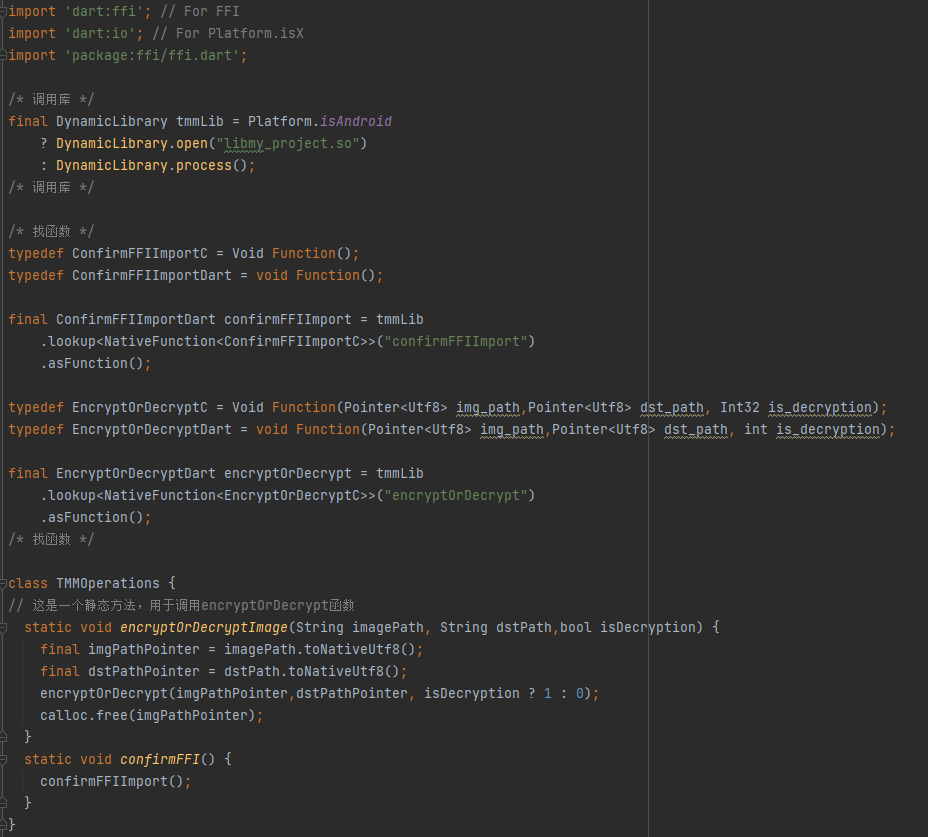 import 'dart:ffi'; // For FFI
import 'dart:io'; // For Platform.isX
import 'package:ffi/ffi.dart';
/* 调用库 */
final DynamicLibrary tmmLib = Platform.isAndroid
? DynamicLibrary.open("libmy_project.so")
: DynamicLibrary.process();
/* 调用库 */
/* 找函数 */
typedef ConfirmFFIImportC = Void Function();
typedef ConfirmFFIImportDart = void Function();
final ConfirmFFIImportDart confirmFFIImport = tmmLib
.lookup<NativeFunction<ConfirmFFIImportC>>("confirmFFIImport")
.asFunction();
typedef EncryptOrDecryptC = Void Function(Pointer<Utf8> img_path,Pointer<Utf8> dst_path, Int32 is_decryption);
typedef EncryptOrDecryptDart = void Function(Pointer<Utf8> img_path,Pointer<Utf8> dst_path, int is_decryption);
final EncryptOrDecryptDart encryptOrDecrypt = tmmLib
.lookup<NativeFunction<EncryptOrDecryptC>>("encryptOrDecrypt")
.asFunction();
/* 找函数 */
class TMMOperations {
// 这是一个静态方法，用于调用encryptOrDecrypt函数
static void encryptOrDecryptImage(String imagePath, String dstPath,bool isDecryption) {
final imgPathPointer = imagePath.toNativeUtf8();
final dstPathPointer = dstPath.toNativeUtf8();
encryptOrDecrypt(imgPathPointer,dstPathPointer, isDecryption ? 1 : 0);
calloc.free(imgPathPointer);
}
static void confirmFFI() {
confirmFFIImport();
}
}